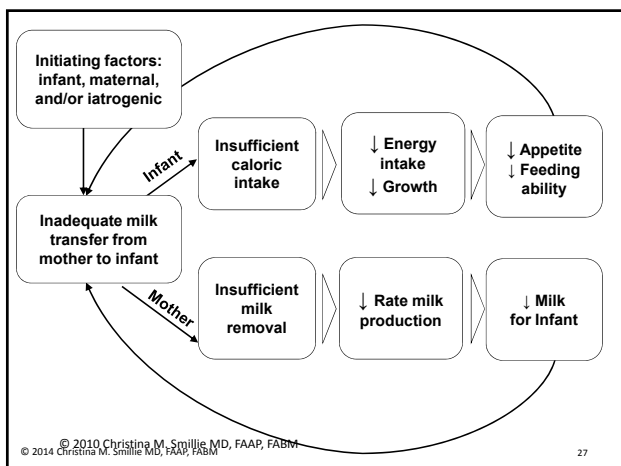 Initiating factors:
infant, maternal,
and/or iatrogenic
Inadequate milk
transfer from
mother to infant
Infant
Insufficient
caloric
intake
↓ Energy
intake
↓ Growth
↓ Appetite
↓ Feeding
ability
Mother
Insufficient
milk
removal
↓ Rate milk
production
↓ Milk
for Infant
© 2010 Christina M. Smillie MD, FAAP, FABM
© 2014 Christina M. Smillie MD, FAAP, FABM
27